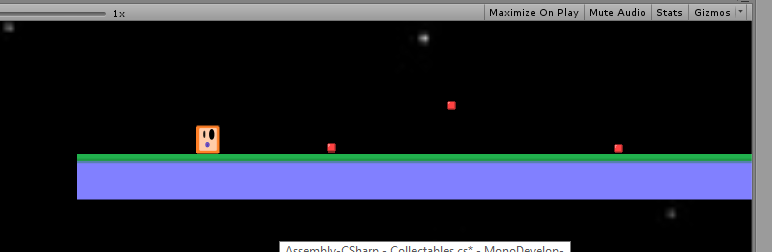 1x
Maximize On Play Mute Audio Stats Gizmos
Assembly-CSharp - Collectables.cs* - MonoDevelop-